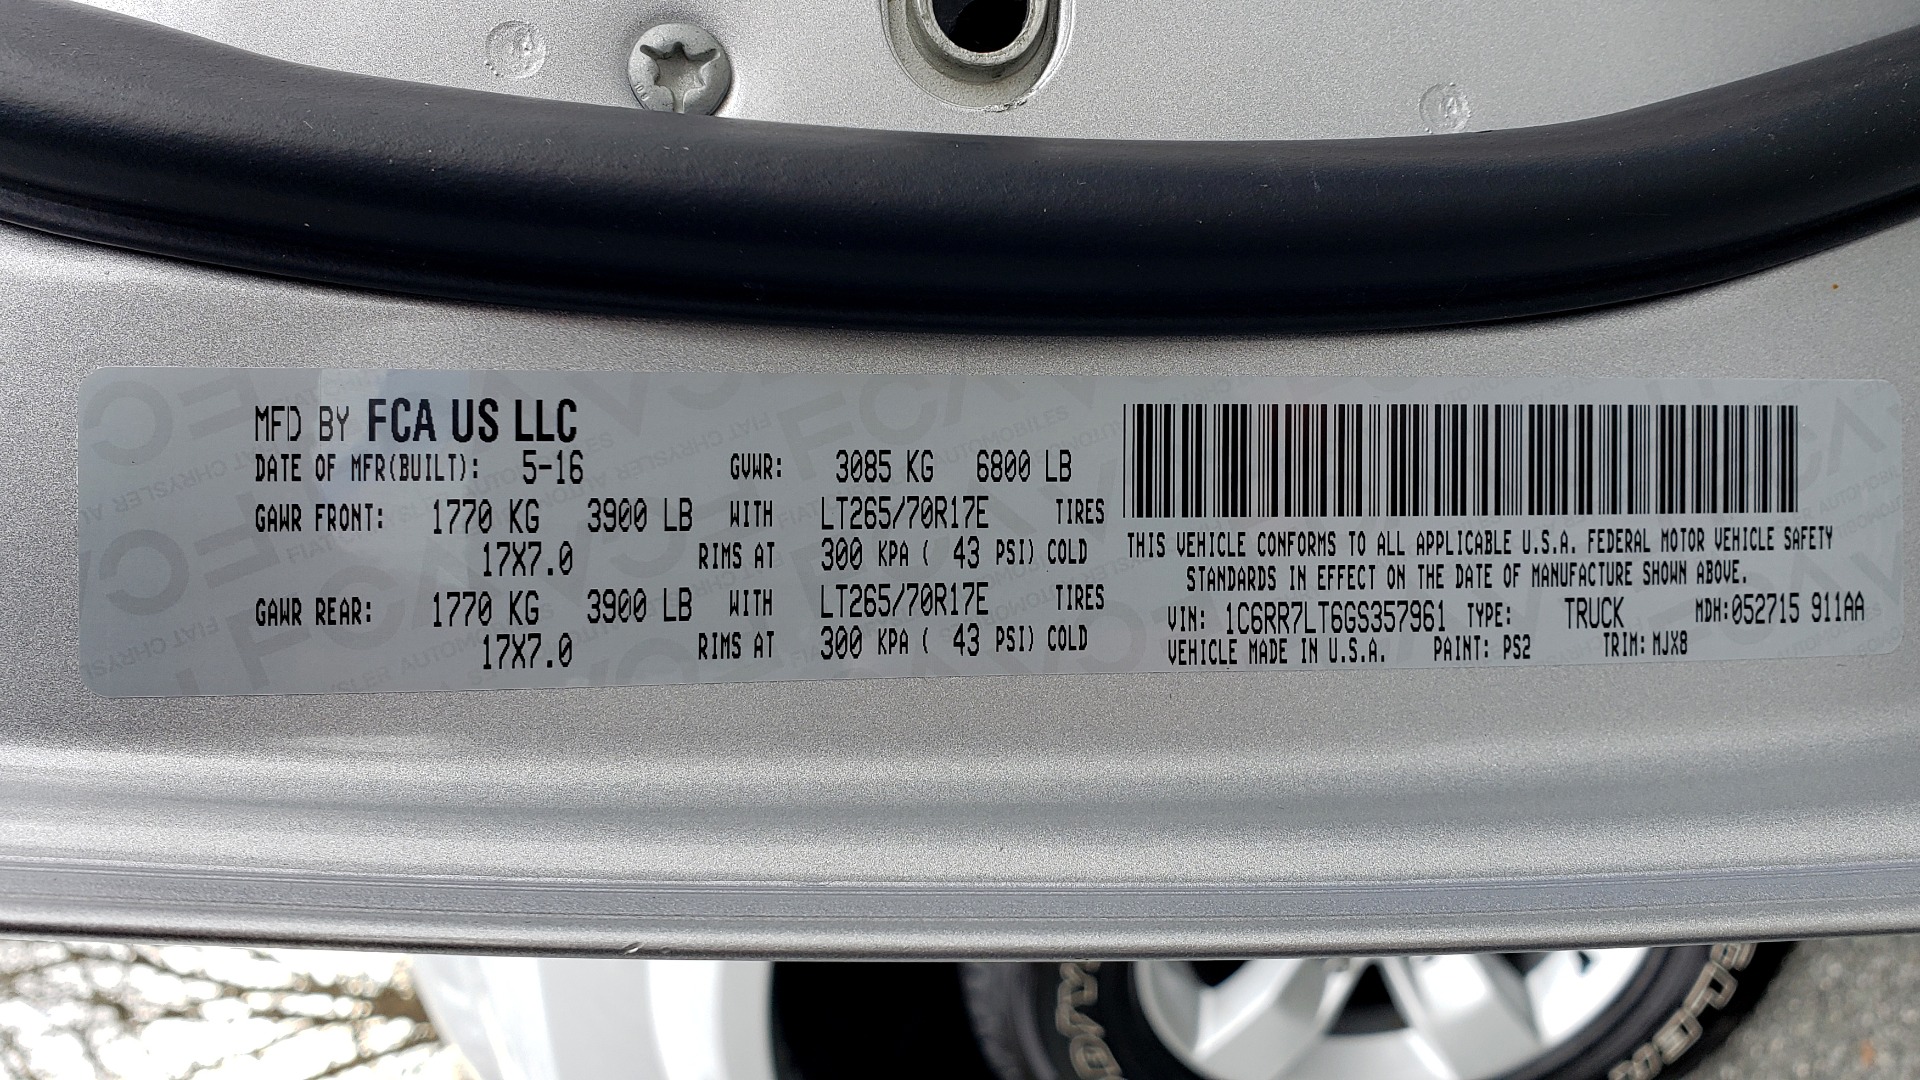 MFD BY FCA US LLC
DATE OF MFR(BUILT): 5-16 GVWR: 3085 KG 6800 LB
GAWR FRONT: 1770 KG 3900 LB WITH LT265/70R17E TIRES
17X7.0 RIMS AT 300 KPA ( 43 PSI) COLD
GAWR REAR: 1770 KG 3900 LB WITH LT265/70R17E TIRES
17X7.0 RIMS AT 300 KPA ( 43 PSI) COLD
THIS VEHICLE CONFORMS TO ALL APPLICABLE U.S.A. FEDERAL MOTOR VEHICLE SAFETY
STANDARDS IN EFFECT ON THE DATE OF MANUFACTURE SHOWN ABOVE.
VIN: 1C6RR7LT6GS357961 TYPE: TRUCK MDH:052715 911AA
VEHICLE MADE IN U.S.A. PAINT: PS2 TRIM: MJX8